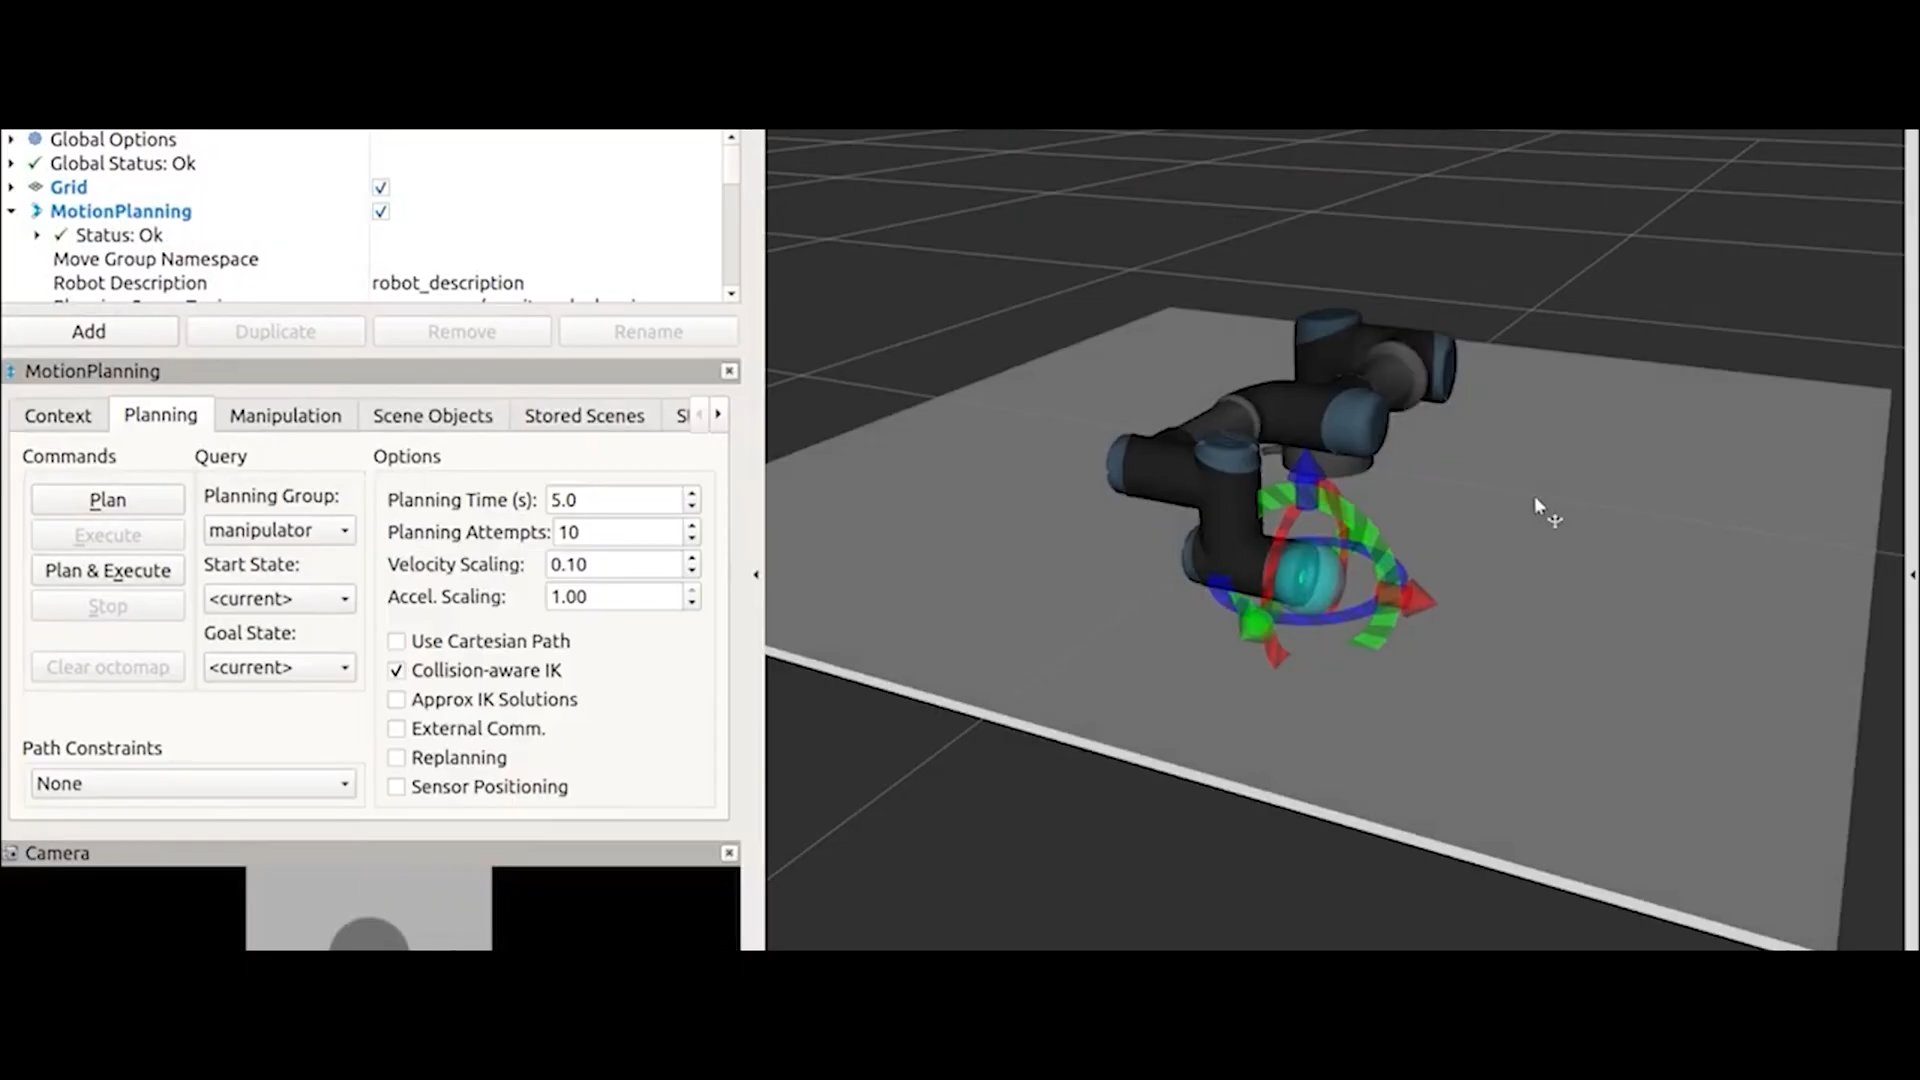 Global Options
Global Status: Ok
Grid
MotionPlanning
Status: Ok
Move Group Namespace
Robot Description robot_description
Add Duplicate Remove Rename
MotionPlanning
Context Planning Manipulation Scene Objects Stored Scenes
Commands Query Options
Plan
Execute
Plan & Execute
Stop
Clear octomap
Planning Group:
manipulator
Start State:
<current>
Goal State:
<current>
Path Constraints
None
Planning Time (s): 5.0
Planning Attempts: 10
Velocity Scaling: 0.10
Accel. Scaling: 1.00
Use Cartesian Path
Collision-aware IK
Approx IK Solutions
External Comm.
Replanning
Sensor Positioning
Camera